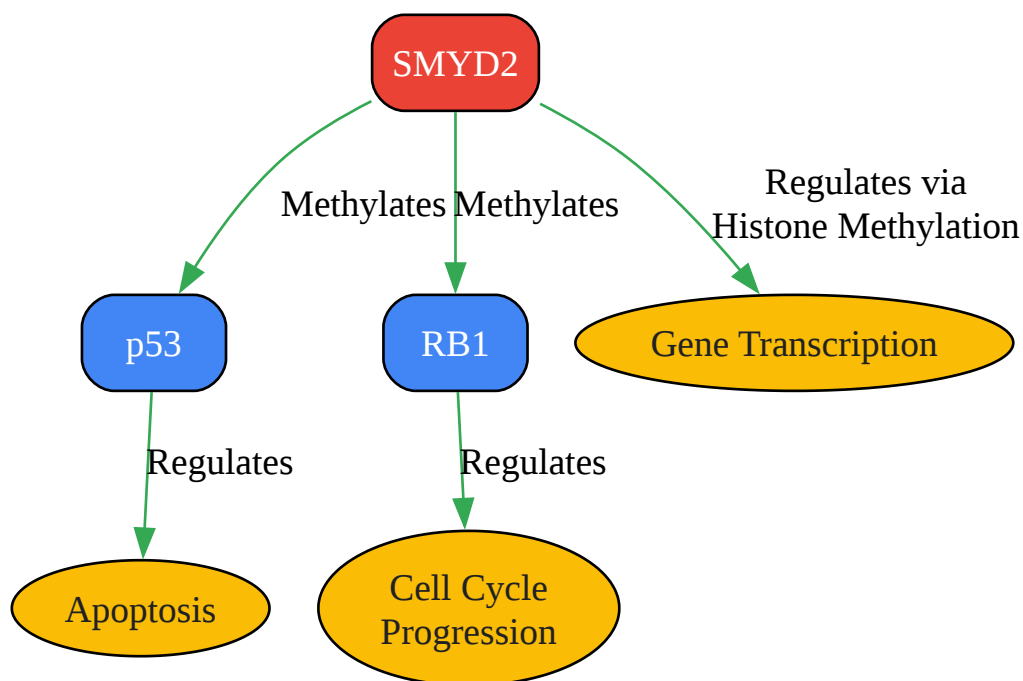 SMYD2
Methylates
Methylates
Regulates via
Histone Methylation
p53
RB1
Gene Transcription
Regulates
Regulates
Apoptosis
Cell Cycle
Progression